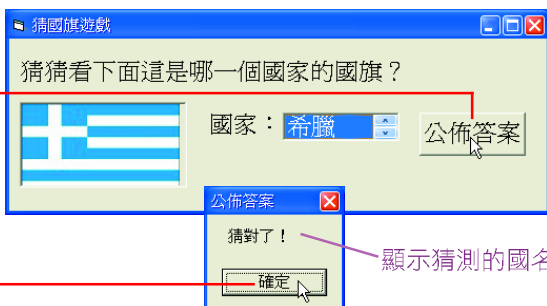 猜國旗遊戲
猜猜看下面這是哪一個國家的國旗？
國家：希臘
公佈答案
公佈答案
猜對了！
顯示猜測的國名
確定